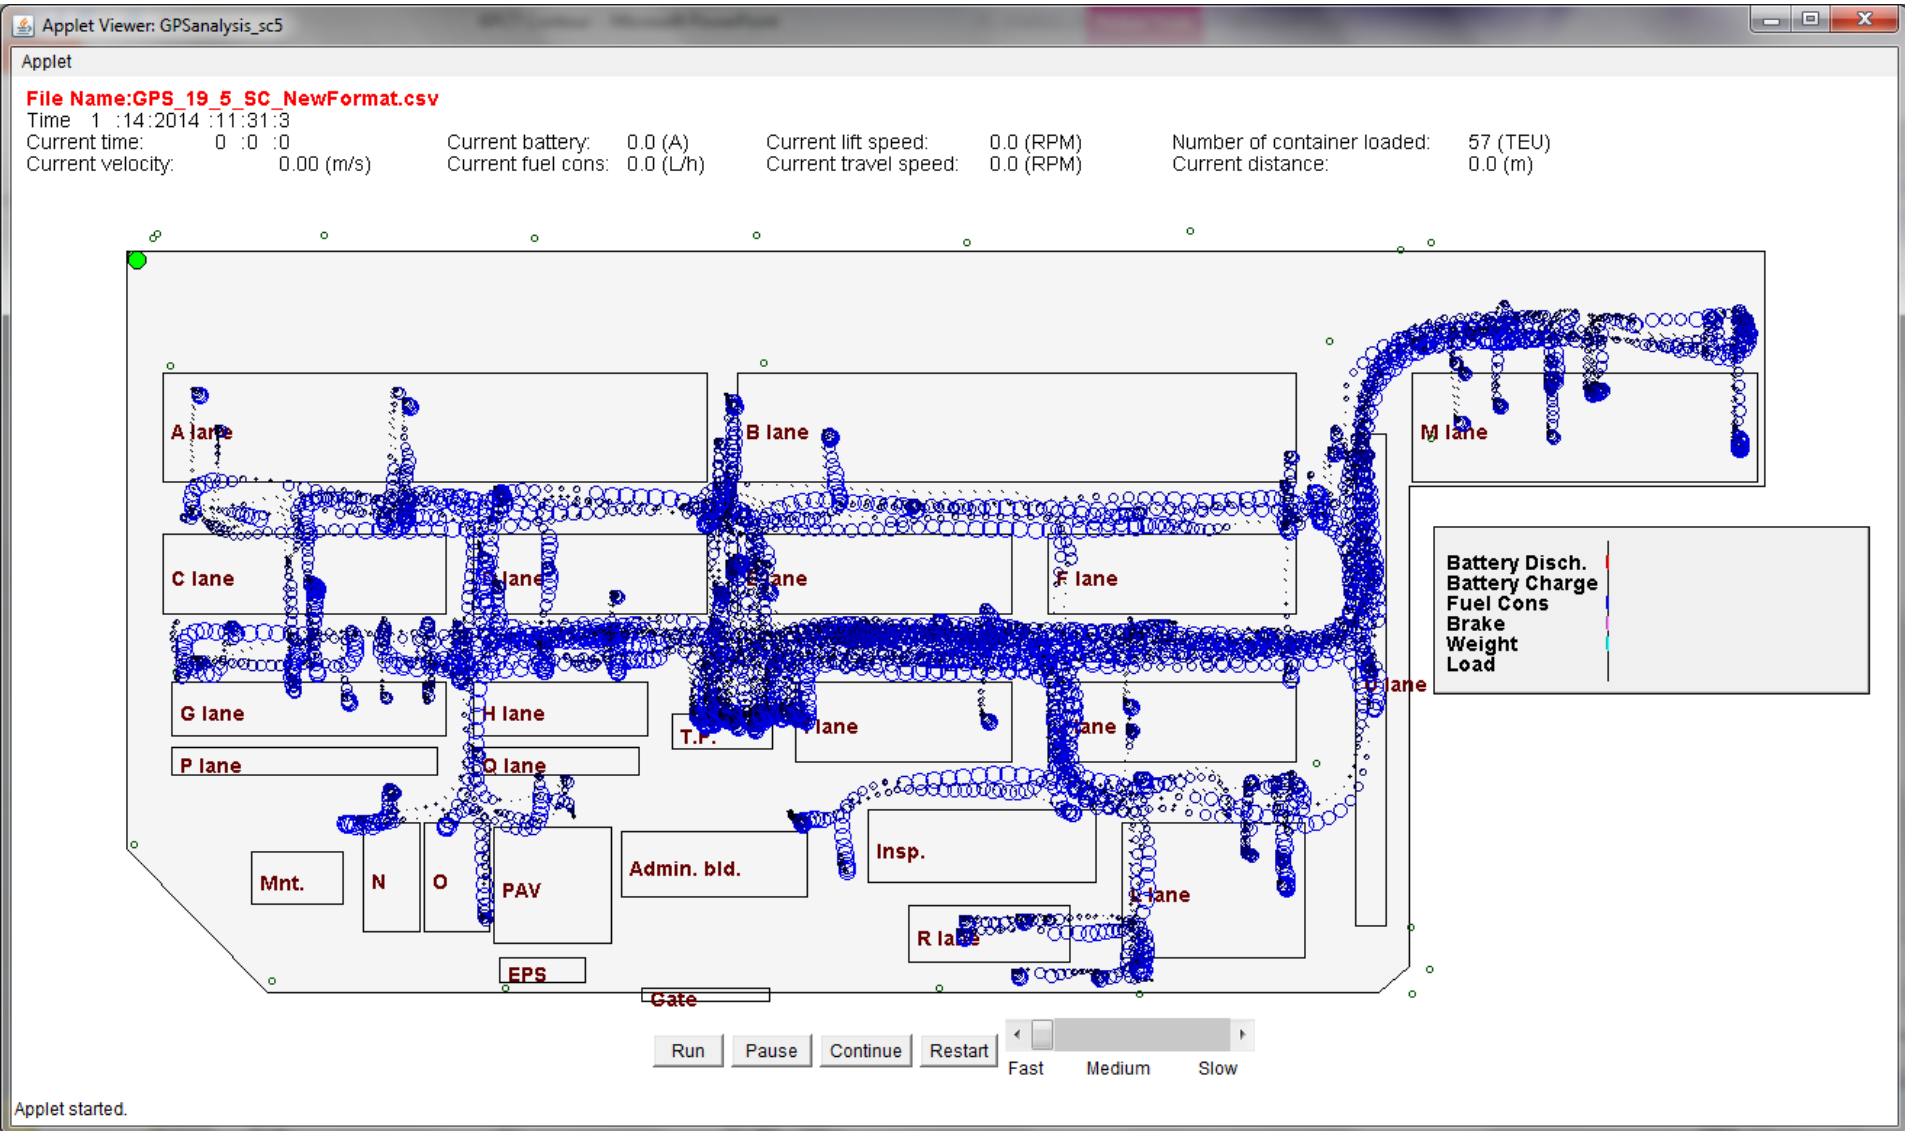 Applet Viewer: GPSanalysis_sc5
Applet
File Name:GPS_19_5_SC_NewFormat.csv
Time 1 :14:2014 :11:31:3
Current time: 0 :0 :0 Current battery: 0.0 (A) Current lift speed: 0.0 (RPM) Number of container loaded: 57 (TEU)
Current velocity: 0.00 (m/s) Current fuel cons: 0.0 (L/h) Current travel speed: 0.0 (RPM) Current distance: 0.0 (m)
A lane B lane M lane
C lane lane lane F lane
Battery Disch.
Battery Charge
Fuel Cons
Brake
Weight
Load
lane
G lane H lane T.P. lane lane
P lane Q lane
Mnt. N O PAV Admin. bld. Insp. lane
R lane
EPS
Gate
Run Pause Continue Restart
Fast Medium Slow
Applet started.